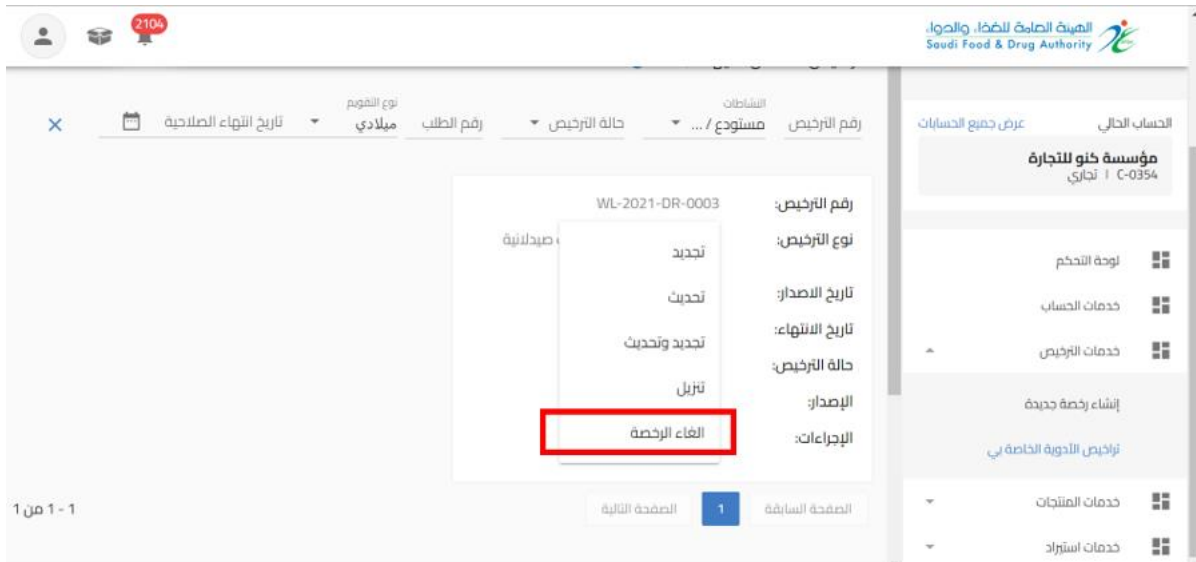 2104
الهيئة العامة للغذاء والدواء
Saudi Food & Drug Authority
الحساب الحالي
عرض جميع الحسابات
مؤسسة كنو للتجارة
C-0354 | تجاري
لوحة التحكم
خدمات الحساب
خدمات الترخيص
إنشاء رخصة جديدة
تراخيص الأدوية الخاصة بي
خدمات المنتجات
خدمات استيراد
رقم الترخيص
النشاطات
مستودع / ...
حالة الترخيص
رقم الطلب
نوع التقويم
ميلادي
تاريخ انتهاء الصلاحية
رقم الترخيص:
WL-2021-DR-0003
نوع الترخيص:
صيدلانية
تاريخ الاصدار:
تاريخ الانتهاء:
حالة الترخيص:
الإصدار:
الإجراءات:
تجديد
تحديث
تجديد وتحديث
تنزيل
الغاء الرخصة
الصفحة السابقة
1
الصفحة التالية
1 - 1 من 1